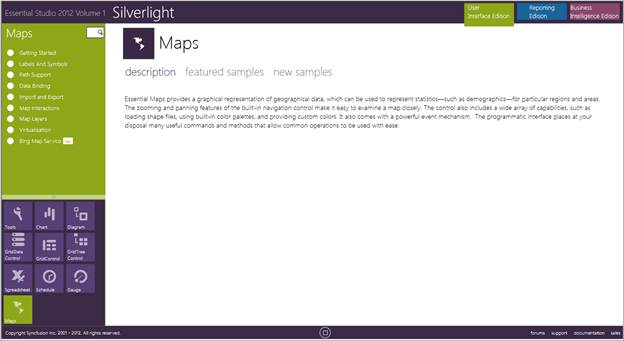 Essential Studio 2012 Volume 1 Silverlight
User Interface Edition
Reporting Edition
Business Intelligence Edition
Maps
Getting Started
Labels And Symbols
Path Support
Data Binding
Import and Export
Map Interactions
Map Layers
Virtualization
Bing Map Service
Tools
Chart
Diagram
GridData Control
GridControl
GridTree Control
Spreadsheet
Schedule
Gauge
Maps
Maps
description featured samples new samples
Essential Maps provides a graphical representation of geographical data, which can be used to represent statistics—such as demographics—for particular regions and areas.
The zooming and panning features of the built-in navigation control make it easy to examine a map closely. The control also includes a wide array of capabilities, such as
loading shape files, using built-in color palettes, and providing custom colors. It also comes with a powerful event mechanism. The programmatic interface places at your
disposal many useful commands and methods that allow common operations to be used with ease.
Copyright Syncfusion Inc. 2001 - 2012. All rights reserved.
forums support documentation sales